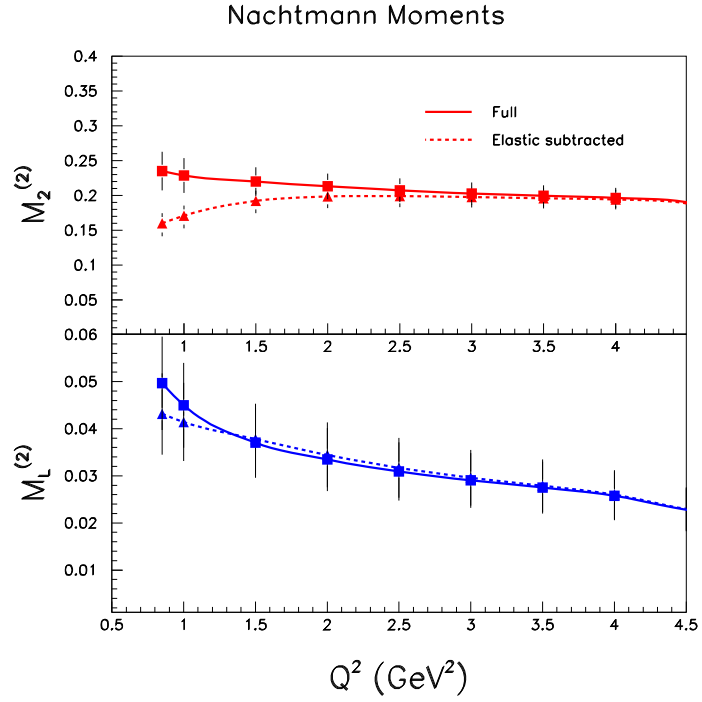 Nachtmann Moments
0.4
0.35
0.3
0.25
0.2
0.15
0.1
0.05
M₂⁽²⁾
Full
Elastic subtracted
1 1.5 2 2.5 3 3.5 4
0.06
0.05
0.04
0.03
0.02
0.01
M_L⁽²⁾
0.5 1 1.5 2 2.5 3 3.5 4 4.5
Q² (GeV²)